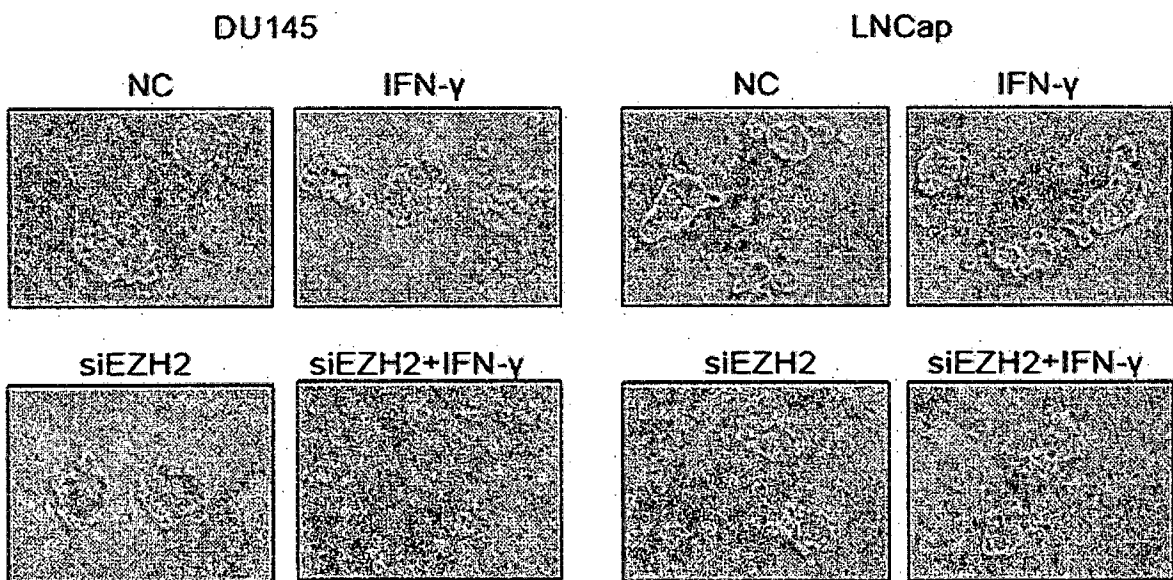 DU145 LNCap
NC IFN-γ NC IFN-γ
siEZH2 siEZH2+IFN-γ siEZH2 siEZH2+IFN-γ